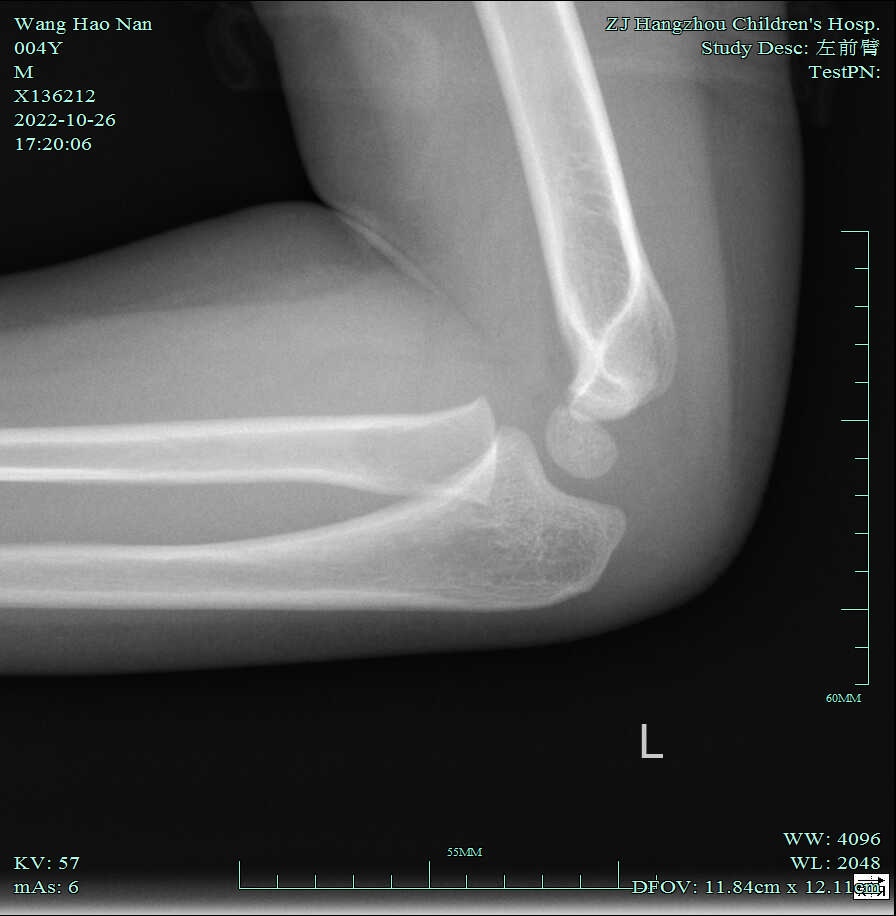 Wang Hao Nan
004Y
M
X136212
2022-10-26
17:20:06
ZJ Hangzhou Children's Hosp.
Study Desc: 左前臂
TestPN:
60MM
L
55MM
KV: 57
mAs: 6
WW: 4096
WL: 2048
DFOV: 11.84cm x 12.11cm